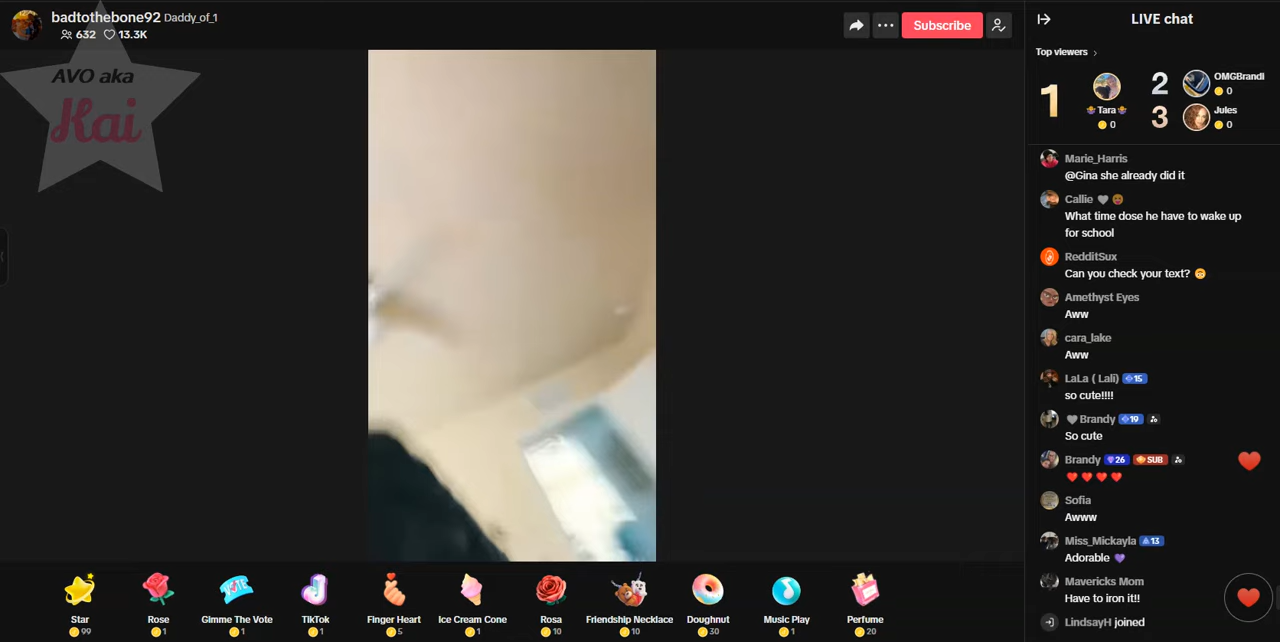 badtothebone92 Daddy_of_1
632 13.3K
Subscribe
AVO aka
Kai
LIVE chat
Top viewers
1
Tara
0
2
OMGBrandi
0
3
Jules
0
Marie_Harris
@Gina she already did it
Callie
What time dose he have to wake up
for school
RedditSux
Can you check your text?
Amethyst Eyes
Aww
cara_lake
Aww
LaLa ( Lali) 15
so cute!!!!
Brandy 19
So cute
Brandy 26 SUB
Sofia
Awww
Miss_Mickayla 13
Adorable
Mavericks Mom
Have to iron it!!
LindsayH joined
Star
99
Rose
1
Gimme The Vote
1
TikTok
1
Finger Heart
5
Ice Cream Cone
1
Rosa
10
Friendship Necklace
10
Doughnut
30
Music Play
1
Perfume
20